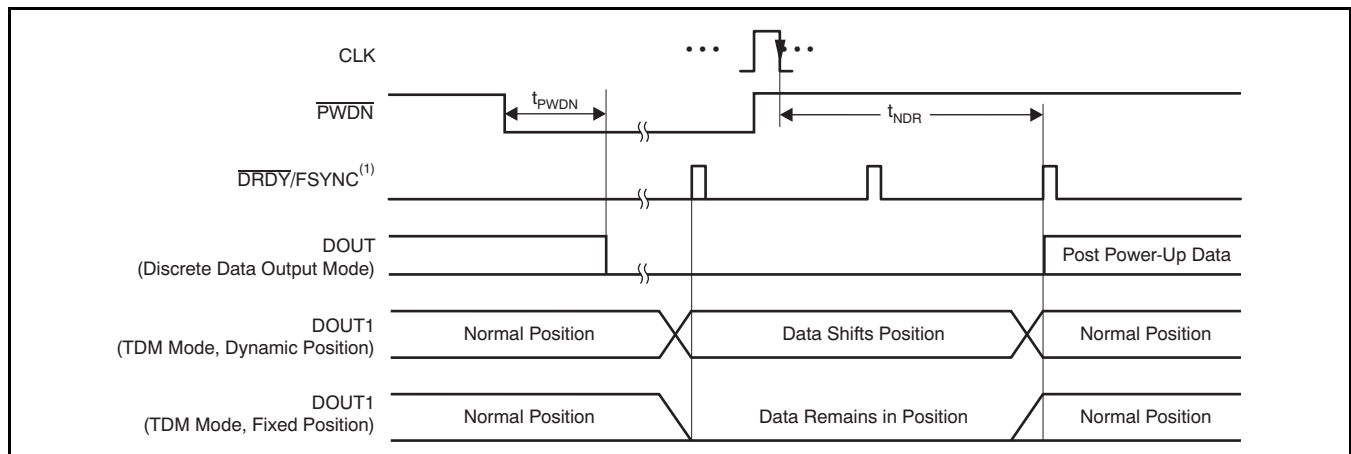 CLK
• • •
• • •
PWDN
tPWDN
tNDR
DRDY/FSYNC(1)
DOUT
(Discrete Data Output Mode)
Post Power-Up Data
DOUT1
(TDM Mode, Dynamic Position)
Normal Position
Data Shifts Position
Normal Position
DOUT1
(TDM Mode, Fixed Position)
Normal Position
Data Remains in Position
Normal Position